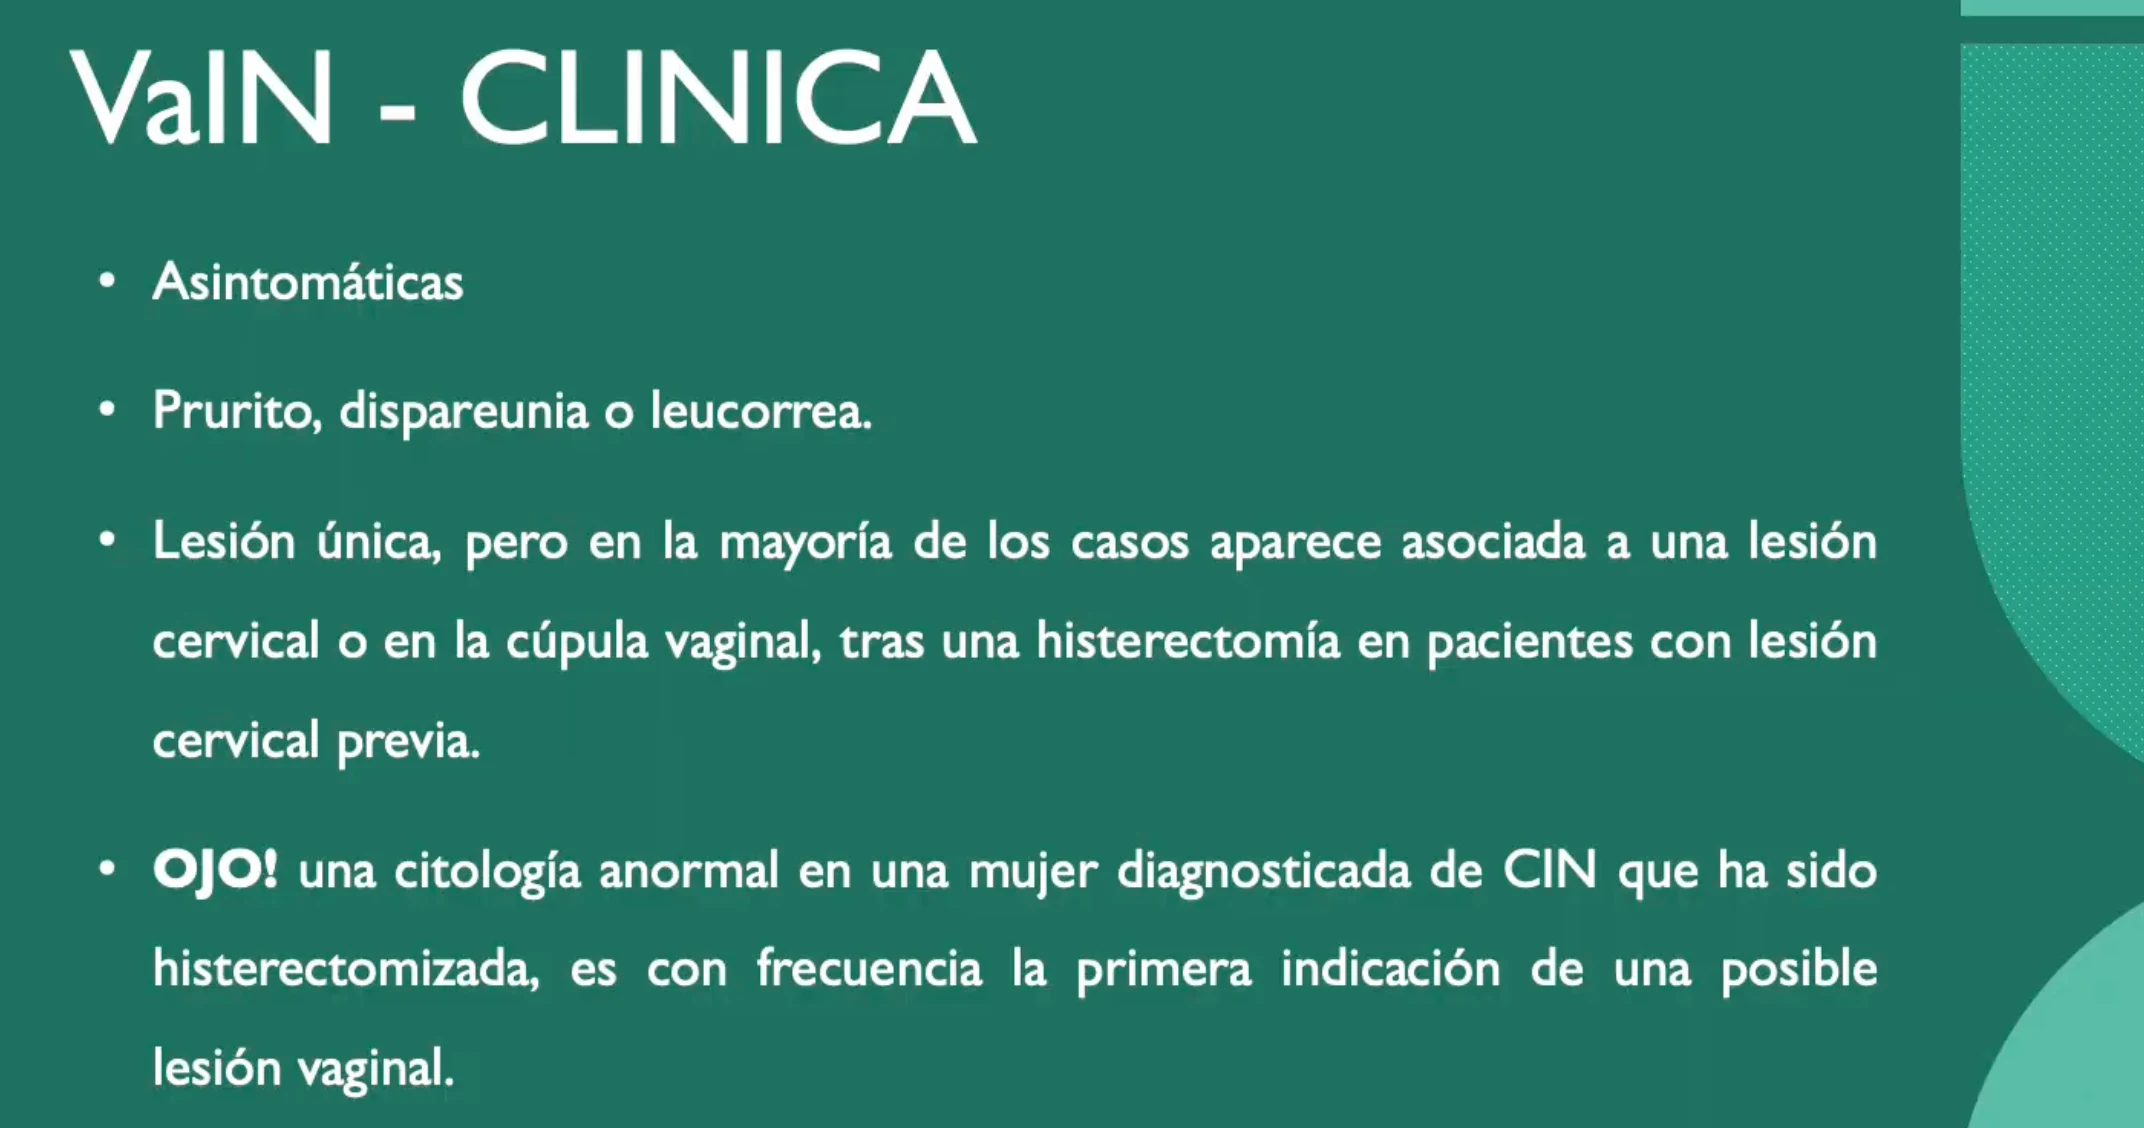 VaIN - CLINICA
• Asintomáticas
• Prurito, dispareunia o leucorrea.
• Lesión única, pero en la mayoría de los casos aparece asociada a una lesión
cervical o en la cúpula vaginal, tras una histerectomía en pacientes con lesión
cervical previa.
• OJO! una citología anormal en una mujer diagnosticada de CIN que ha sido
histerectomizada, es con frecuencia la primera indicación de una posible
lesión vaginal.